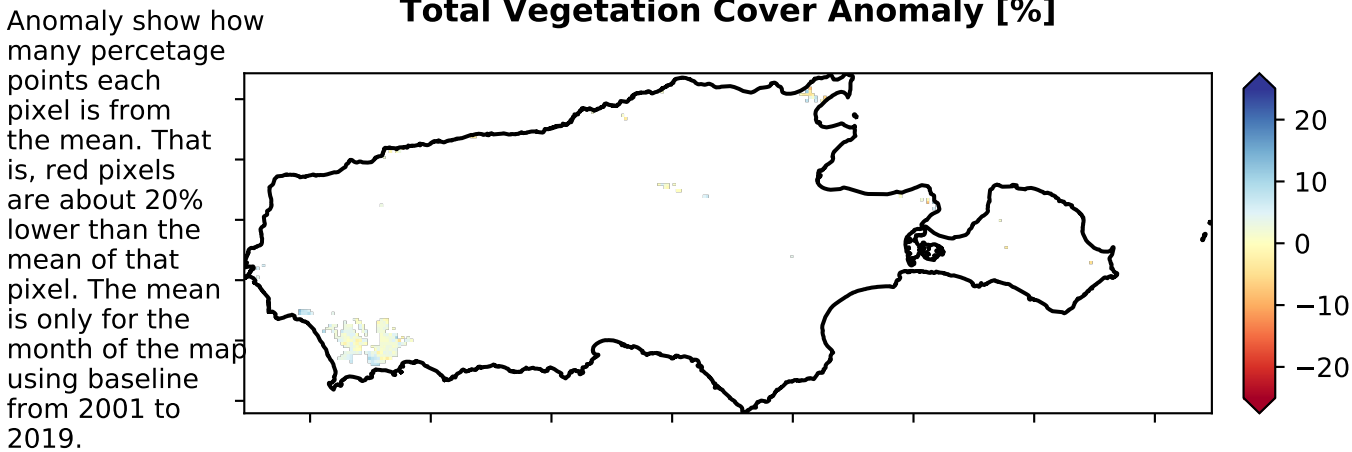 Total Vegetation Cover Anomaly [%]
Anomaly show how
many percetage
points each
pixel is from
the mean. That
is, red pixels
are about 20%
lower than the
mean of that
pixel. The mean
is only for the
month of the map
using baseline
from 2001 to
2019.
20
10
0
−10
−20